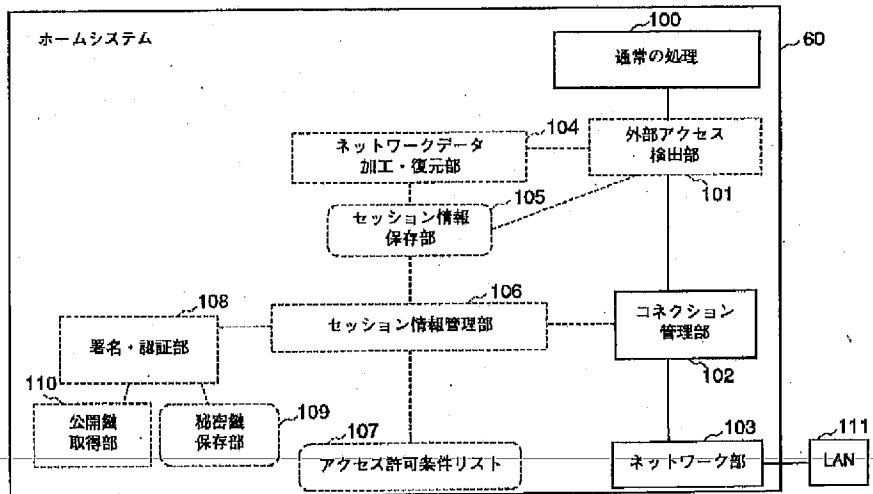 100
60
ホームシステム
通常の処理
104
ネットワークデータ
加工・復元部
外部アクセス
検出部
101
105
セッション情報
保存部
106
108
セッション情報管理部
コネクション
管理部
102
署名・認証部
110
公開鍵
取得部
秘密鍵
保存部
109
107
アクセス許可条件リスト
103
ネットワーク部
111
LAN